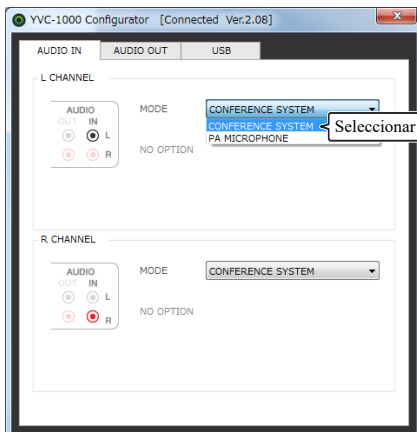 YVC-1000 Configurator [Connected Ver.2.08]
AUDIO IN AUDIO OUT USB
L CHANNEL
AUDIO
OUT IN
L
R
MODE CONFERENCE SYSTEM
CONFERENCE SYSTEM
PA MICROPHONE
Seleccionar
NO OPTION
R CHANNEL
AUDIO
OUT IN
L
R
MODE CONFERENCE SYSTEM
NO OPTION